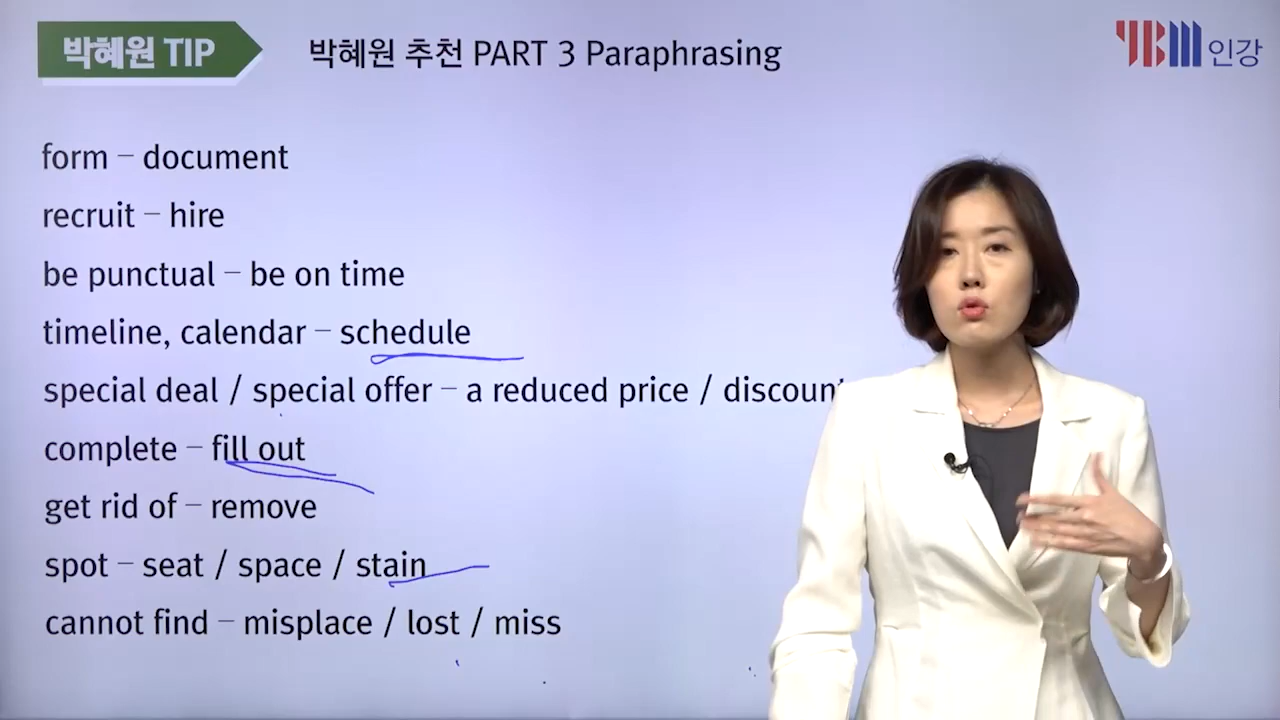 박혜원 TIP
박혜원 추천 PART 3 Paraphrasing
YBM 인강
form – document
recruit – hire
be punctual – be on time
timeline, calendar – schedule
special deal / special offer – a reduced price / discount
complete – fill out
get rid of – remove
spot – seat / space / stain
cannot find – misplace / lost / miss